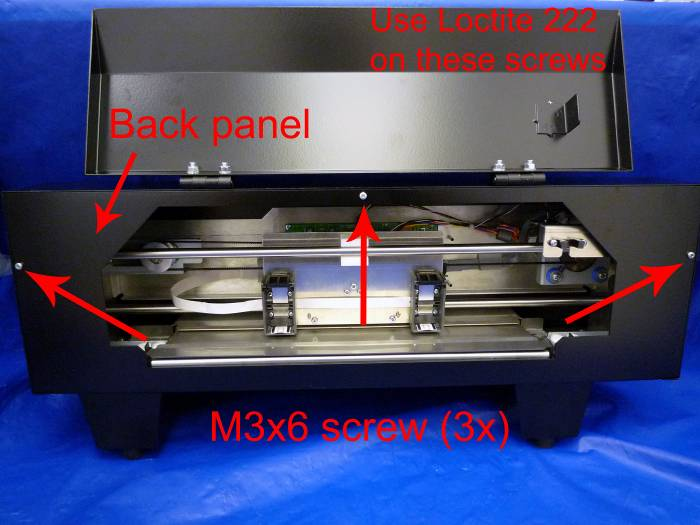 Use Loctite 222
on these screws
Back panel
M3x6 screw (3x)